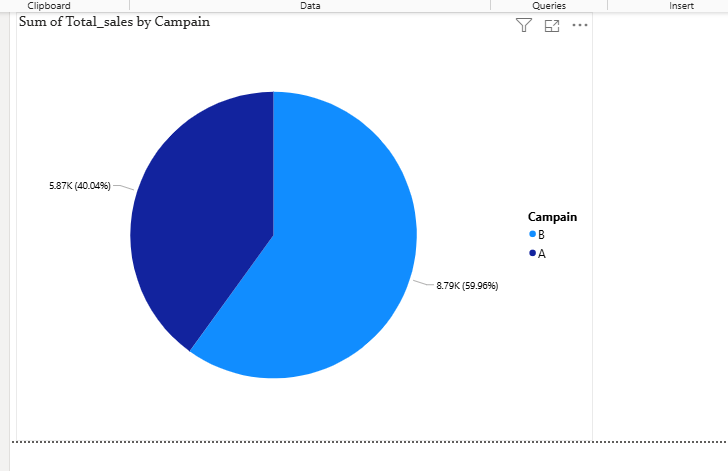 Clipboard Data Queries Insert
Sum of Total_sales by Campain
5.87K (40.04%)
Campain
B
A
8.79K (59.96%)